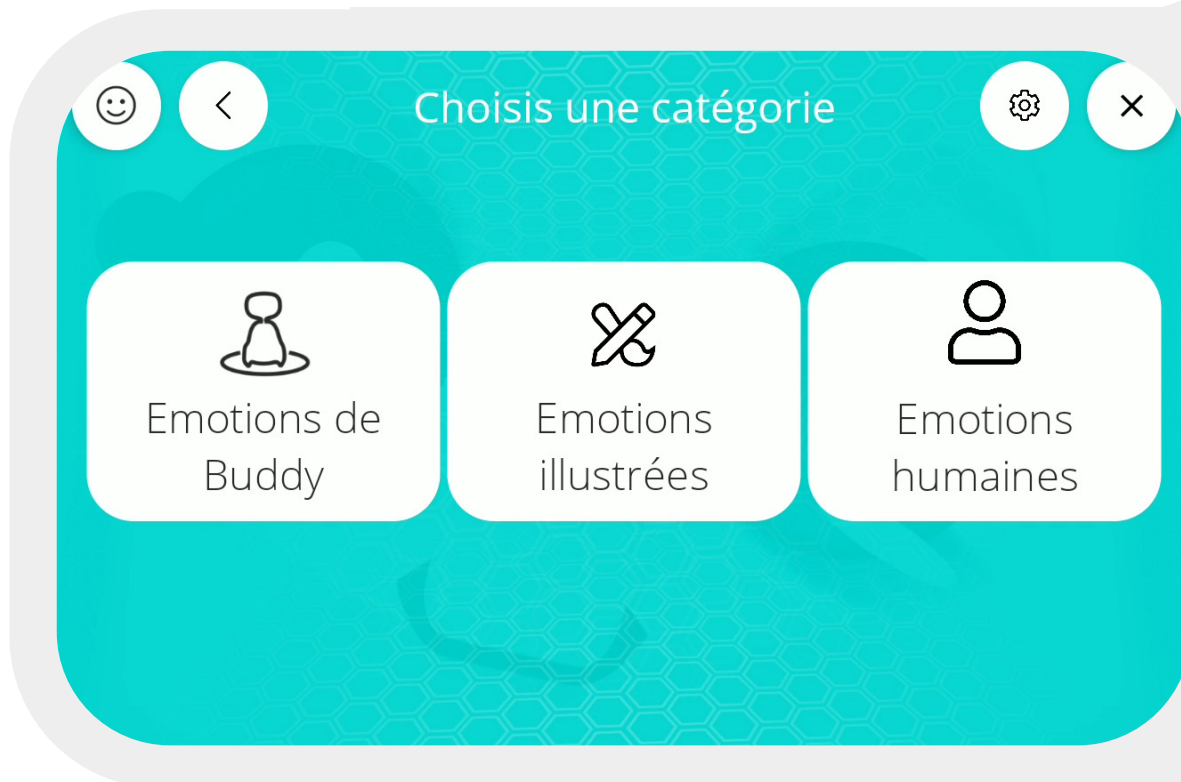 Choisis une catégorie
Emotions de
Buddy
Emotions
illustrées
Emotions
humaines